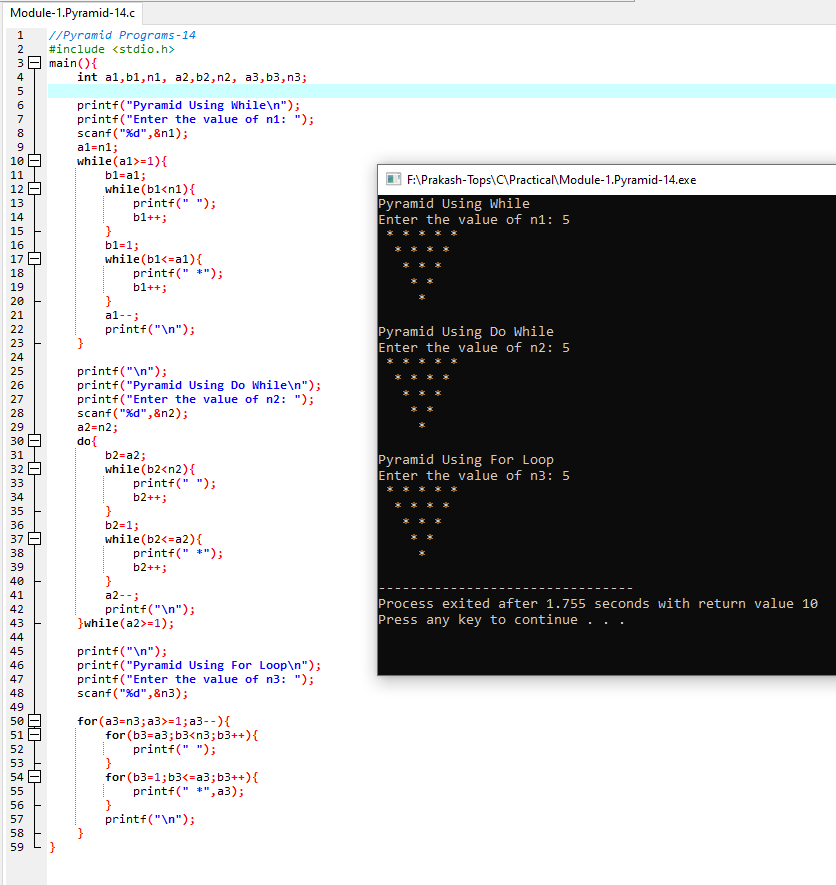 Module-1.Pyramid-14.c
1 //Pyramid Programs-14
2 #include <stdio.h>
3 main(){
4     int a1,b1,n1, a2,b2,n2, a3,b3,n3;
5
6     printf("Pyramid Using While\n");
7     printf("Enter the value of n1: ");
8     scanf("%d",&n1);
9     a1=n1;
10     while(a1>=1){
11         b1=a1;
12         while(b1<n1){
13             printf(" ");
14             b1++;
15         }
16         b1=1;
17         while(b1<=a1){
18             printf(" *");
19             b1++;
20         }
21         a1--;
22         printf("\n");
23     }
24
25     printf("\n");
26     printf("Pyramid Using Do While\n");
27     printf("Enter the value of n2: ");
28     scanf("%d",&n2);
29     a2=n2;
30     do{
31         b2=a2;
32         while(b2<n2){
33             printf(" ");
34             b2++;
35         }
36         b2=1;
37         while(b2<=a2){
38             printf(" *");
39             b2++;
40         }
41         a2--;
42         printf("\n");
43     }while(a2>=1);
44
45     printf("\n");
46     printf("Pyramid Using For Loop\n");
47     printf("Enter the value of n3: ");
48     scanf("%d",&n3);
49
50     for(a3=n3;a3>=1;a3--){
51         for(b3=a3;b3<n3;b3++){
52             printf(" ");
53         }
54         for(b3=1;b3<=a3;b3++){
55             printf(" *",a3);
56         }
57         printf("\n");
58     }
59 }
F:\Prakash-Tops\C\Practical\Module-1.Pyramid-14.exe
Pyramid Using While
Enter the value of n1: 5
 * * * * *
  * * * *
   * * *
    * *
     *

Pyramid Using Do While
Enter the value of n2: 5
 * * * * *
  * * * *
   * * *
    * *
     *

Pyramid Using For Loop
Enter the value of n3: 5
 * * * * *
  * * * *
   * * *
    * *
     *

--------------------------------
Process exited after 1.755 seconds with return value 10
Press any key to continue . . .